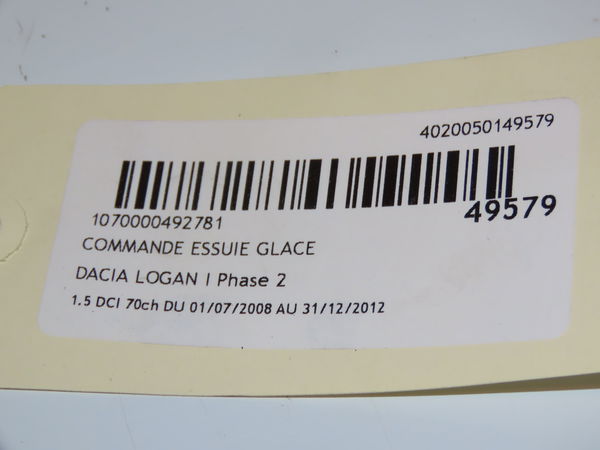 4020050149579
1070000492781
49579
COMMANDE ESSUIE GLACE
DACIA LOGAN I Phase 2
1.5 DCI 70ch DU 01/07/2008 AU 31/12/2012